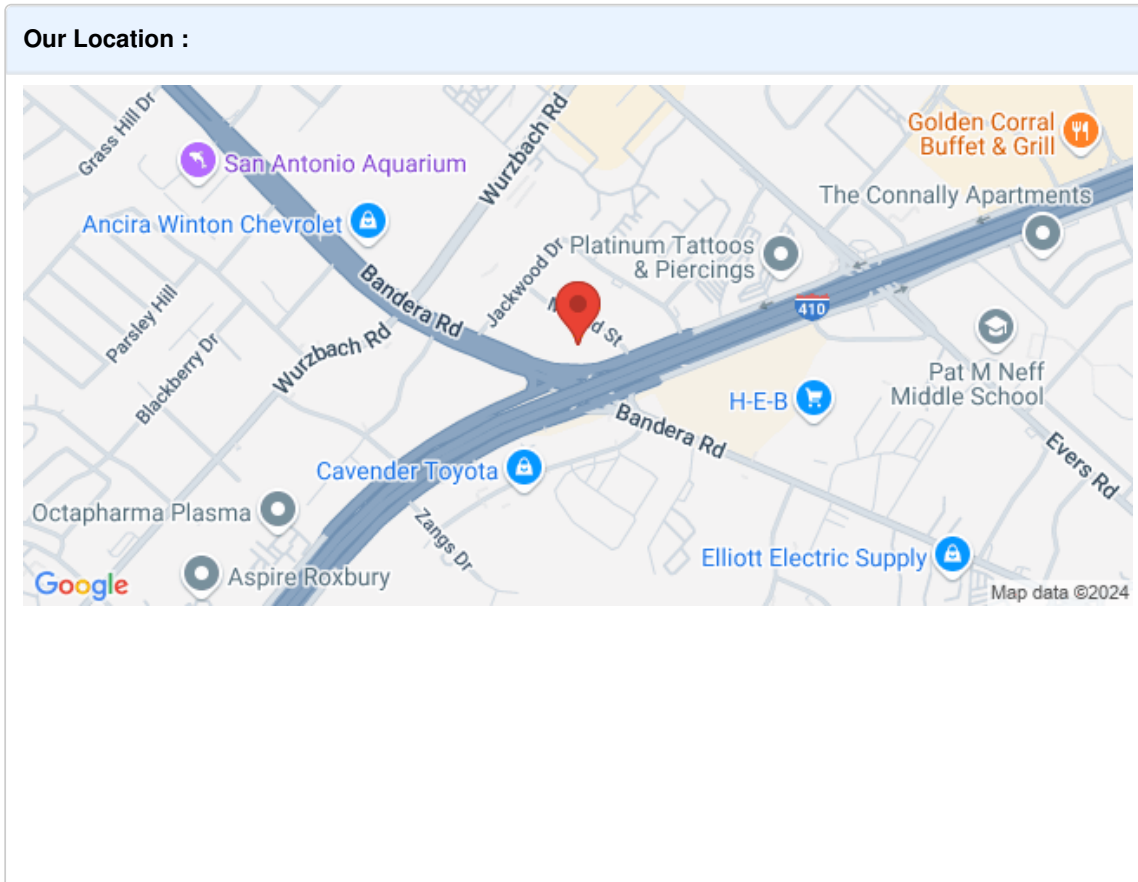 Our Location :
Grass Hill Dr
San Antonio Aquarium
Wurzbach Rd
Golden Corral
Buffet & Grill
The Connally Apartments
Ancira Winton Chevrolet
Jackwood Dr
Platinum Tattoos
& Piercings
Bandera Rd
410
Parsley Hill
Blackberry Dr
Wurzbach Rd
St
Pat M Neff
Middle School
H-E-B
Bandera Rd
Evers Rd
Cavender Toyota
Octapharma Plasma
Zangs Dr
Elliott Electric Supply
Aspire Roxbury
Google
Map data ©2024